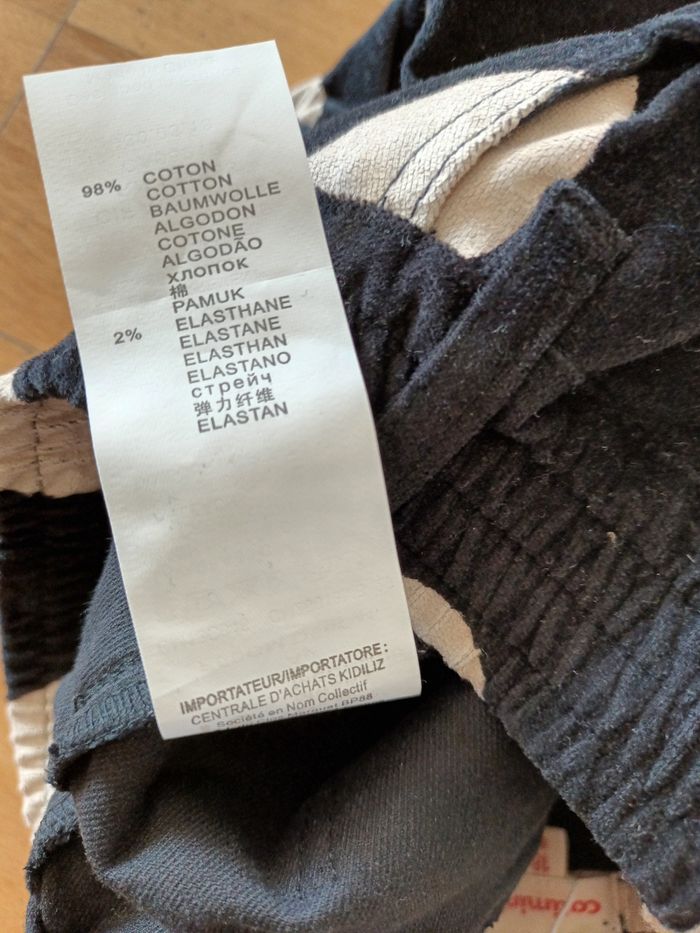 98% COTON
COTTON
BAUMWOLLE
ALGODON
COTONE
ALGODÃO
хлопок
棉
PAMUK
2% ELASTHANE
ELASTANE
ELASTHAN
ELASTANO
стрейч
弹力纤维
ELASTAN
IMPORTATEUR/IMPORTATORE:
CENTRALE D'ACHATS KIDILIZ
Société en Nom Collectif